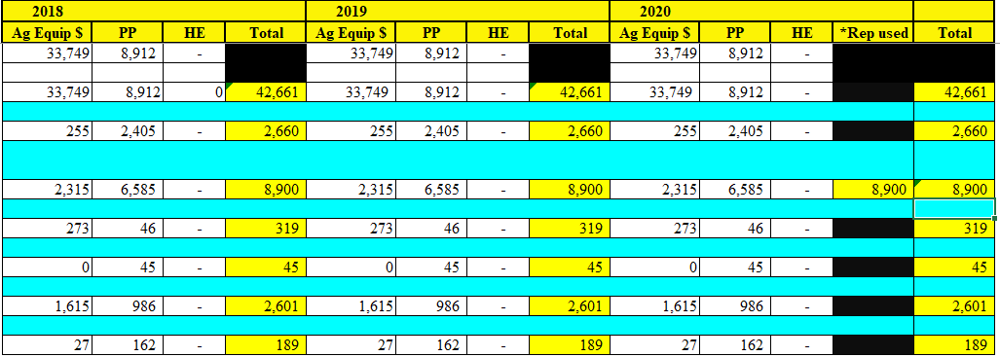 2018 2019 2020
Ag Equip $ PP HE Total Ag Equip $ PP HE Total Ag Equip $ PP HE *Rep used Total
33,749 8,912 - 33,749 8,912 - 33,749 8,912 -
33,749 8,912 0 42,661 33,749 8,912 - 42,661 33,749 8,912 - 42,661
255 2,405 - 2,660 255 2,405 - 2,660 255 2,405 - 2,660
2,315 6,585 - 8,900 2,315 6,585 - 8,900 2,315 6,585 - 8,900 8,900
273 46 - 319 273 46 - 319 273 46 - 319
0 45 - 45 0 45 - 45 0 45 - 45
1,615 986 - 2,601 1,615 986 - 2,601 1,615 986 - 2,601
27 162 - 189 27 162 - 189 27 162 - 189